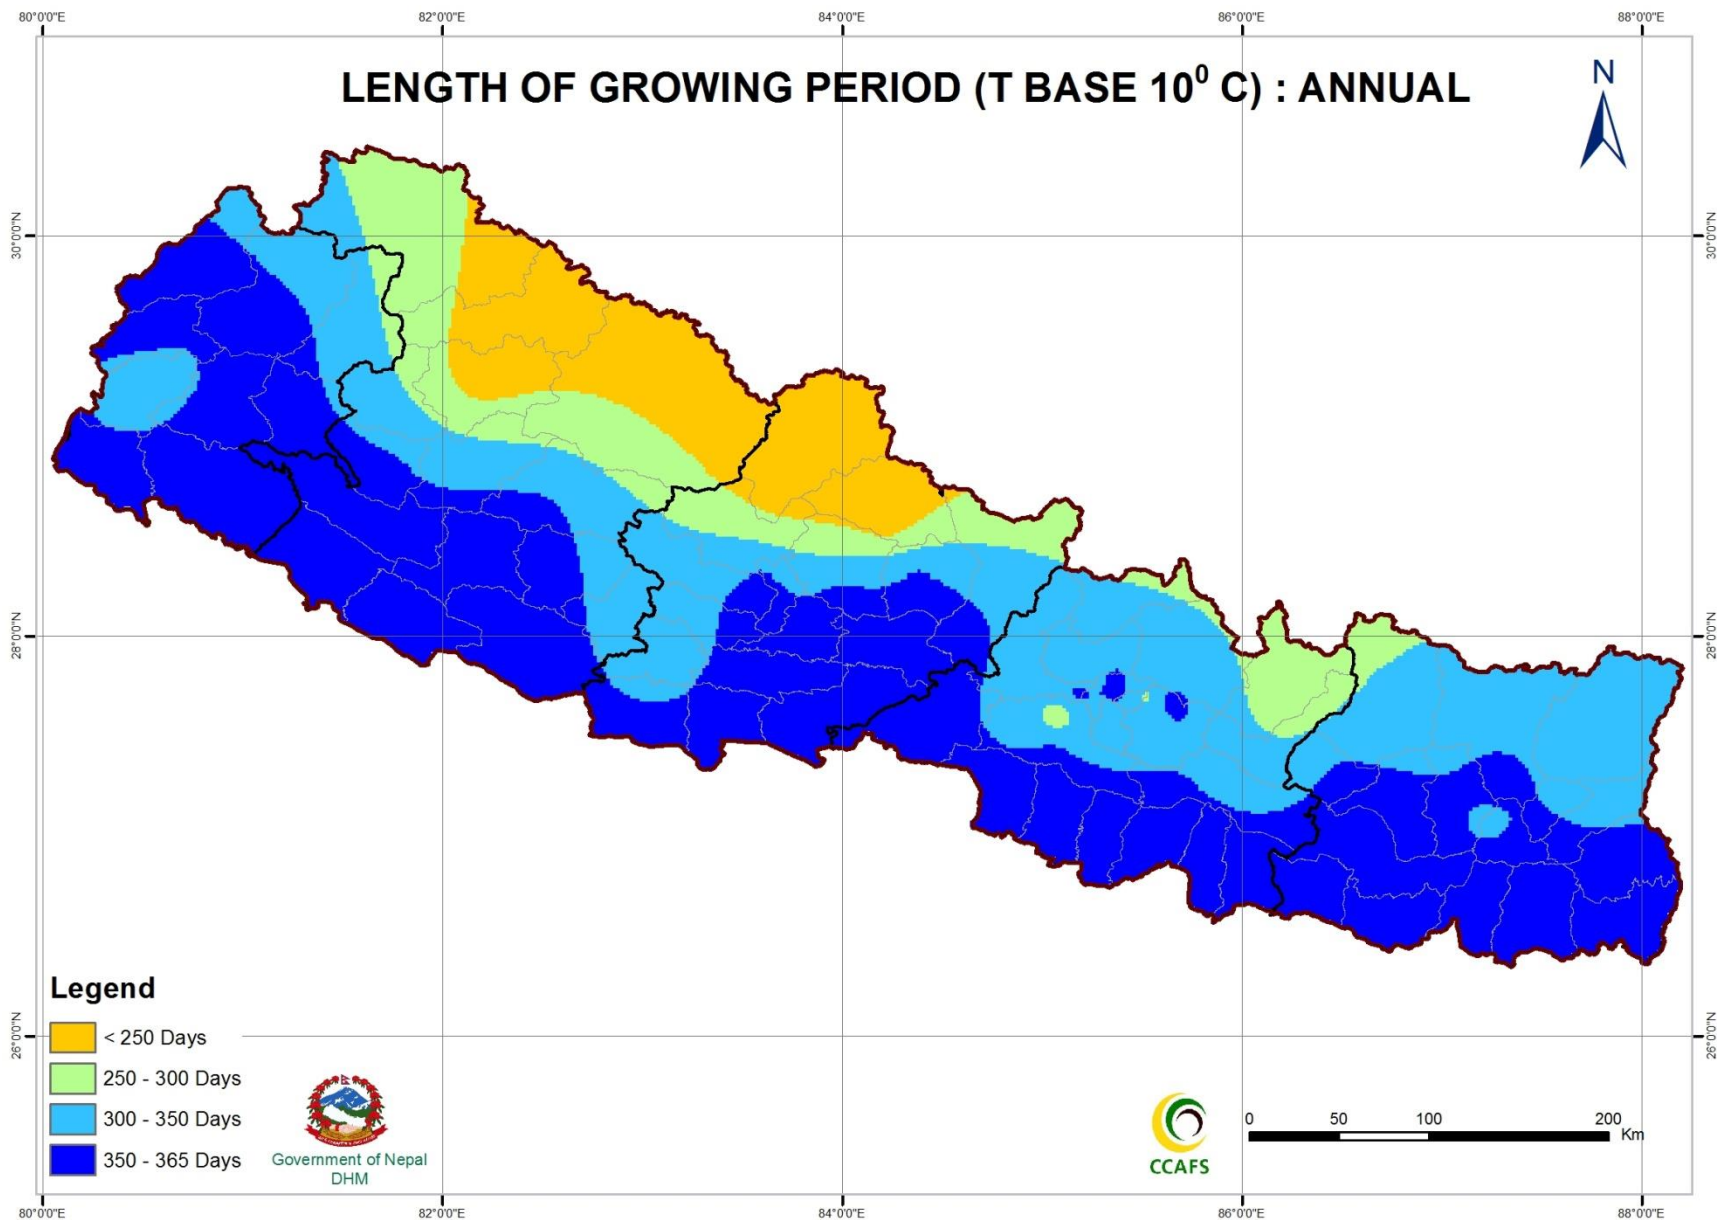 80°0'0"E 82°0'0"E 84°0'0"E 86°0'0"E 88°0'0"E
LENGTH OF GROWING PERIOD (T BASE 10⁰ C) : ANNUAL
N
30°0'0"N 30°0'0"N
28°0'0"N 28°0'0"N
26°0'0"N 26°0'0"N
Legend
< 250 Days
250 - 300 Days
300 - 350 Days
350 - 365 Days
Government of Nepal
DHM
CCAFS
0 50 100 200
Km
80°0'0"E 82°0'0"E 84°0'0"E 86°0'0"E 88°0'0"E